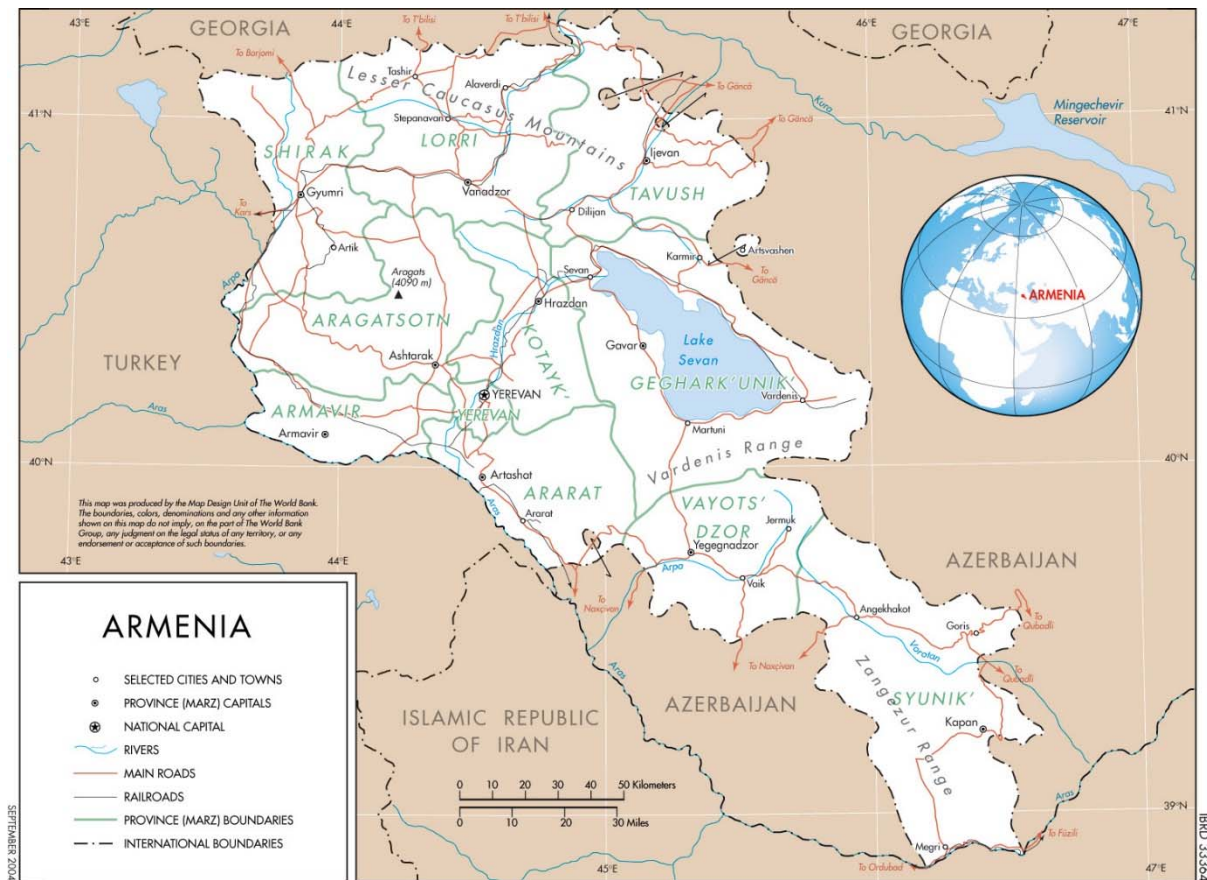 GEORGIA
44°E
To T'bilisi
To T'bilisi
46°E
GEORGIA
47°E
To Borjomi
Tashir
Alaverdi
To Gäncä
Lesser Caucasus Mountains
41°N
Stepanavan
Kura
Mingechevir
Reservoir
41°N
To Gäncä
SHIRAK
LORRI
Ijevan
Gyumri
Vanadzor
TAVUSH
To
Kars
Dilijan
Artik
Karmir
Artsvashen
Arpa
Aragats
(4090 m)
Sevan
To
Gäncä
Hrazdan
ARMENIA
ARAGATSOTN
Hrazdan
KOTAYK'
Gavar
Lake
Sevan
TURKEY
Ashtarak
GEGHARK'UNIK'
Vardenis
YEREVAN
YEREVAN
Aras
ARMAVIR
Armavir
Martuni
40°N
Vardenis Range
40°N
Artashat
ARARAT
VAYOTS'
DZOR
Aras
Ararat
Jermuk
This map was produced by the Map Design Unit of The World Bank.
The boundaries, colors, denominations and any other information
shown on this map do not imply, on the part of The World Bank
Group, any judgment on the legal status of any territory, or any
endorsement or acceptance of such boundaries.
Yegegnadzor
AZERBAIJAN
43°E
44°E
Arpa
Vaik
To
Naxçivan
Angekhakot
Goris
To
Qubadli
To Naxçivan
Vorotan
To
Qubadli
Aras
AZERBAIJAN
Zangezur Range
SYUNIK'
Kapan
ISLAMIC REPUBLIC
OF IRAN
Aras
39°N
Megri
To Ordubad
To Füzili
45°E
47°E
0 10 20 30 40 50 Kilometers
0 10 20 30 Miles
ARMENIA
SELECTED CITIES AND TOWNS
PROVINCE (MARZ) CAPITALS
NATIONAL CAPITAL
RIVERS
MAIN ROADS
RAILROADS
PROVINCE (MARZ) BOUNDARIES
INTERNATIONAL BOUNDARIES
SEPTEMBER 2004
IBRD 33364